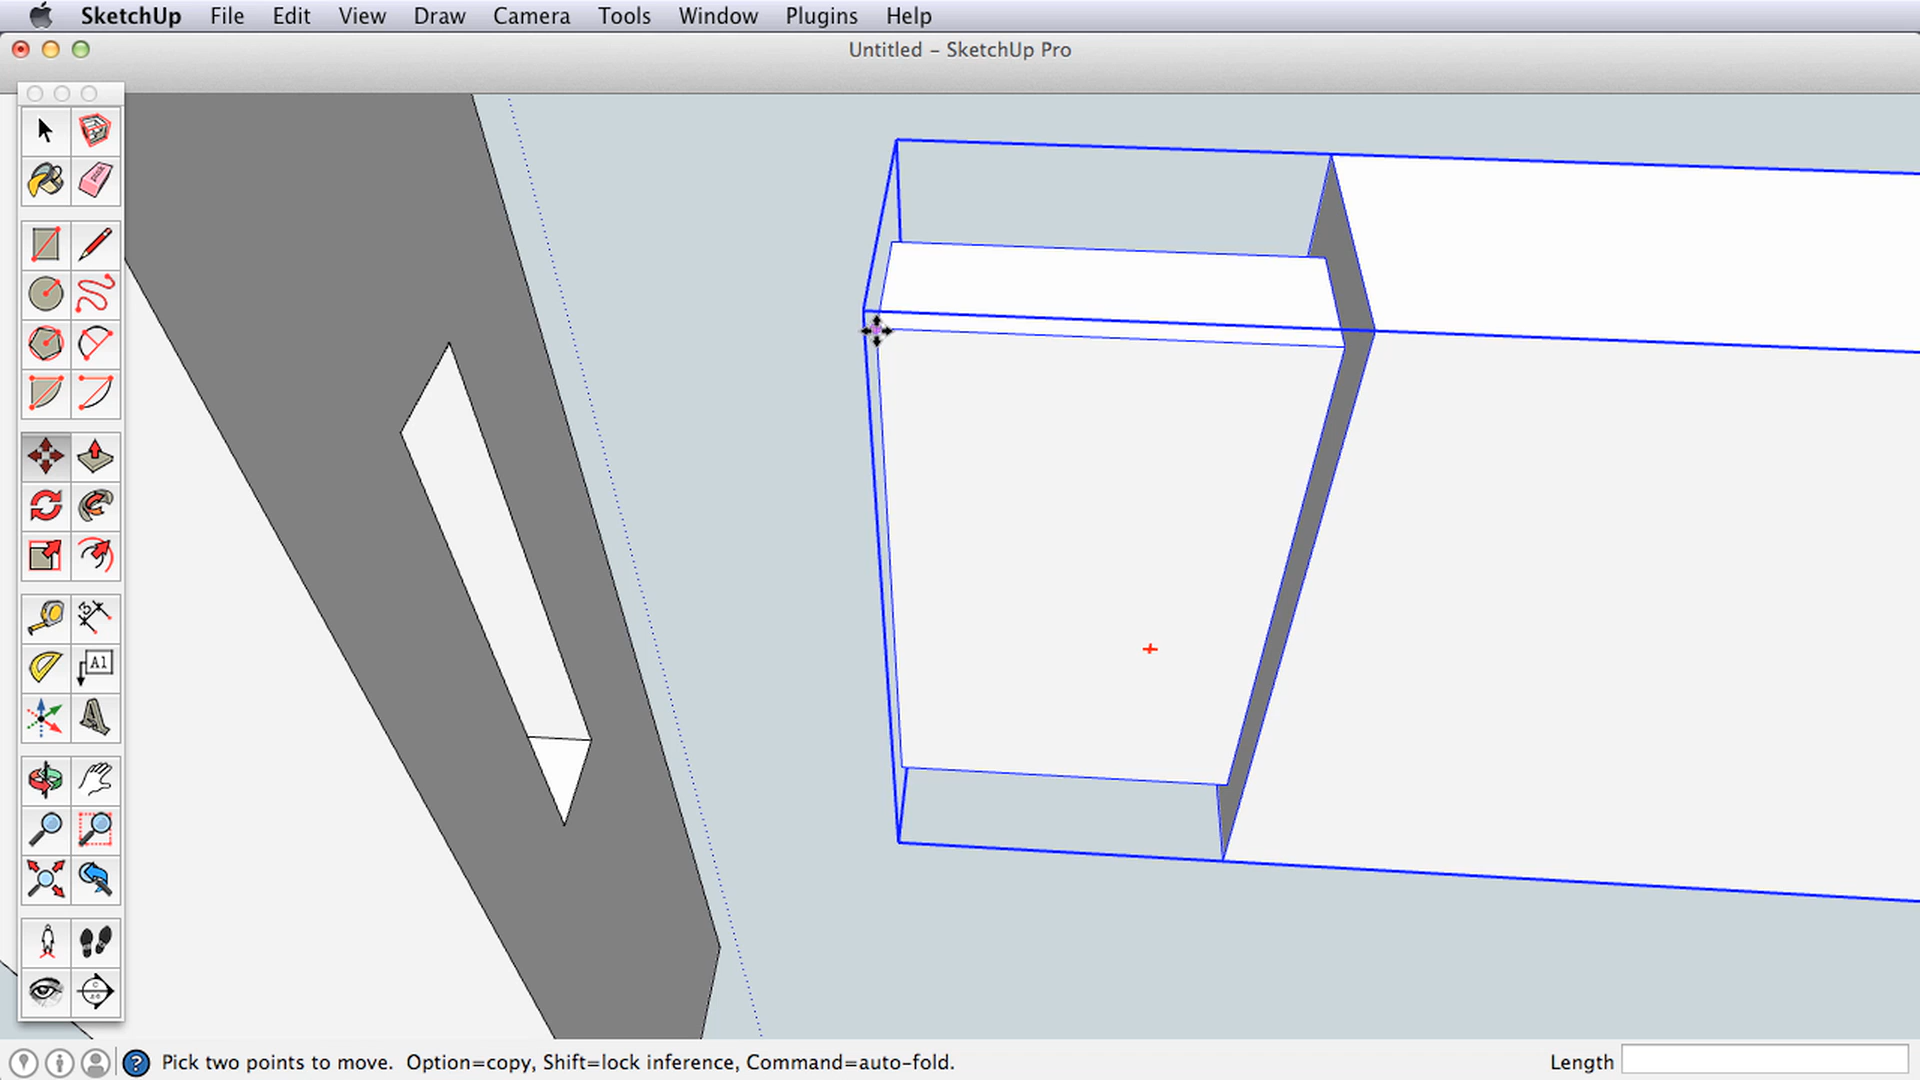 SketchUp File Edit View Draw Camera Tools Window Plugins Help
Untitled – SketchUp Pro
A1
Pick two points to move. Option=copy, Shift=lock inference, Command=auto-fold.
Length